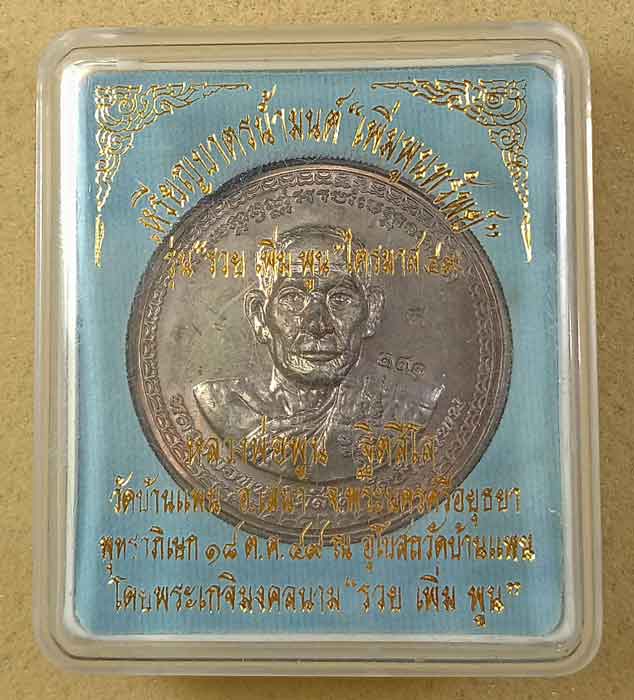 เหรียญบาตรน้ำมนต์ "เพิ่มพูนทรัพย์"
รุ่น "รวย เพิ่ม พูน" ไตรมาส ๔๙
๑๔๑
หลวงพ่อพูน ฐิตสีโล
วัดบ้านแพน อ.เสนา จ.พระนครศรีอยุธยา
พุทธาภิเษก ๑๘ ต.ค. ๔๙ ณ อุโบสถวัดบ้านแพน
โดยพระเกจิมงคลนาม "รวย เพิ่ม พูน"